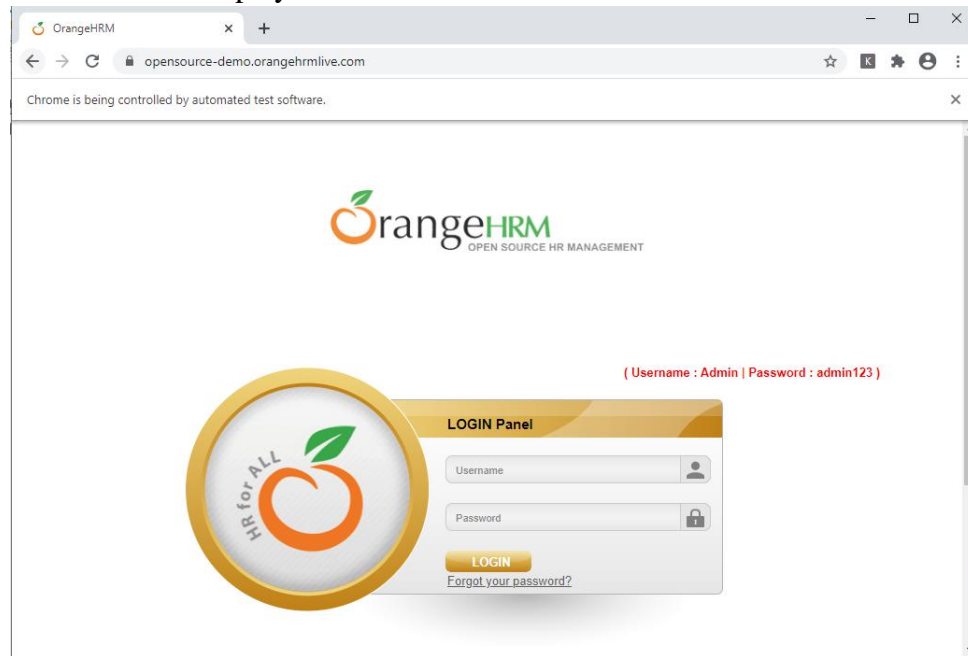 OrangeHRM
opensource-demo.orangehrmlive.com
K
Chrome is being controlled by automated test software.
OrangeHRM
OPEN SOURCE HR MANAGEMENT
( Username : Admin | Password : admin123 )
HR for ALL
LOGIN Panel
Username
Password
LOGIN
Forgot your password?